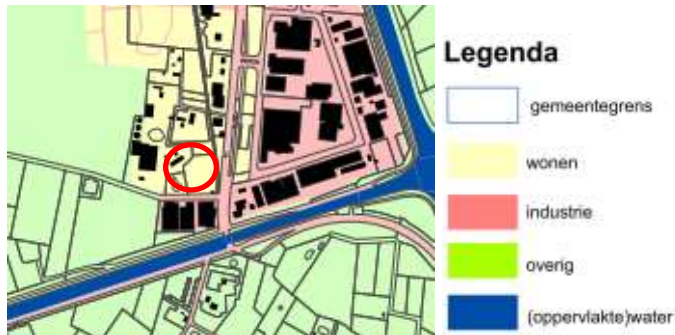 Legenda
gemeentegrens
wonen
industrie
overig
(oppervlakte)water